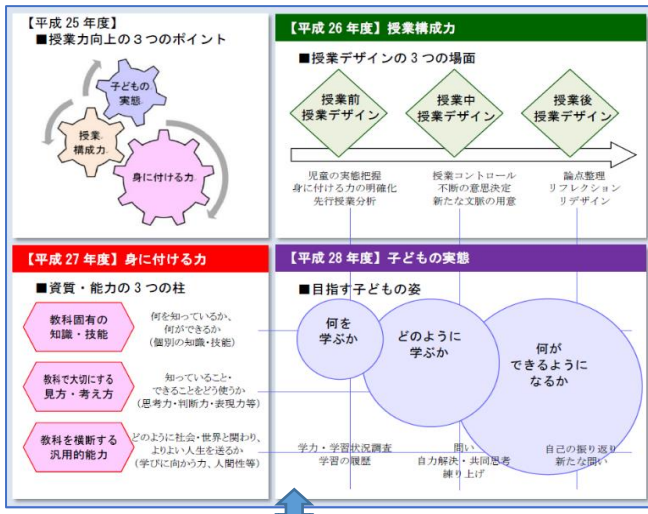 【平成25年度】
■授業力向上の3つのポイント
子どもの
実態
授業
構成力
身に付ける力
【平成26年度】授業構成力
■授業デザインの3つの場面
授業前
授業デザイン
授業中
授業デザイン
授業後
授業デザイン
児童の実態把握
身に付ける力の明確化
先行授業分析
授業コントロール
不断の意思決定
新たな文脈の用意
論点整理
リフレクション
リデザイン
【平成27年度】身に付ける力
■資質・能力の3つの柱
教科固有の
知識・技能
何を知っているか、
何ができるか
(個別の知識・技能)
教科で大切にする
見方・考え方
知っていること・
できることをどう使うか
(思考力・判断力・表現力等)
教科を横断する
汎用的能力
どのように社会・世界と関わり、
よりよい人生を送るか
(学びに向かう力、人間性等)
【平成28年度】子どもの実態
■目指す子どもの姿
何を
学ぶか
どのように
学ぶか
何が
できるように
なるか
学力・学習状況調査
学習の履歴
問い
自力解決・共同思考
練り上げ
自己の振り返り
新たな問い